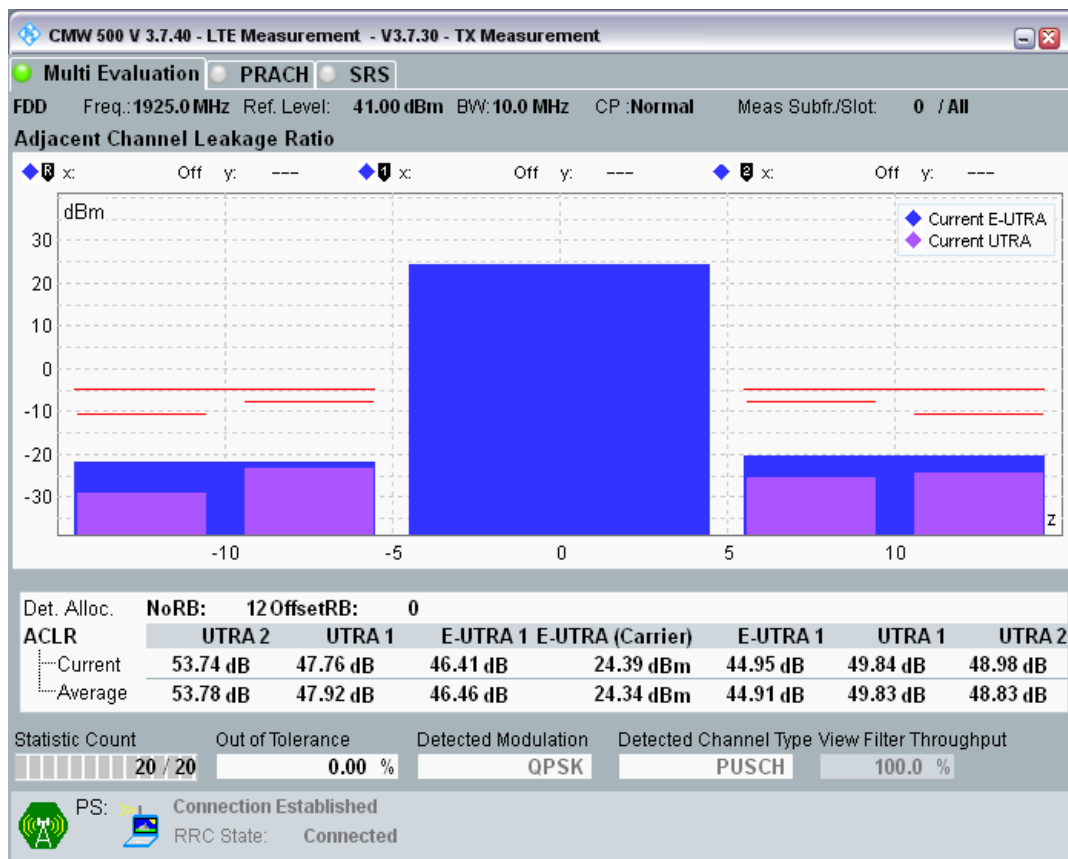 CMW 500 V 3.7.40 - LTE Measurement - V3.7.30 - TX Measurement
Multi Evaluation PRACH SRS
FDD Freq.:1925.0 MHz Ref. Level: 41.00 dBm BW:10.0 MHz CP :Normal Meas Subfr./Slot: 0 / All
Adjacent Channel Leakage Ratio
R x: Off y: --- 1 x: Off y: --- 2 x: Off y: ---
dBm
Current E-UTRA
Current UTRA
30
20
10
0
-10
-20
-30
z
-10 -5 0 5 10
Det. Alloc. NoRB: 12 OffsetRB: 0
ACLR UTRA 2 UTRA 1 E-UTRA 1 E-UTRA (Carrier) E-UTRA 1 UTRA 1 UTRA 2
Current 53.74 dB 47.76 dB 46.41 dB 24.39 dBm 44.95 dB 49.84 dB 48.98 dB
Average 53.78 dB 47.92 dB 46.46 dB 24.34 dBm 44.91 dB 49.83 dB 48.83 dB
Statistic Count Out of Tolerance Detected Modulation Detected Channel Type View Filter Throughput
20 / 20 0.00 % QPSK PUSCH 100.0 %
PS: Connection Established
RRC State: Connected